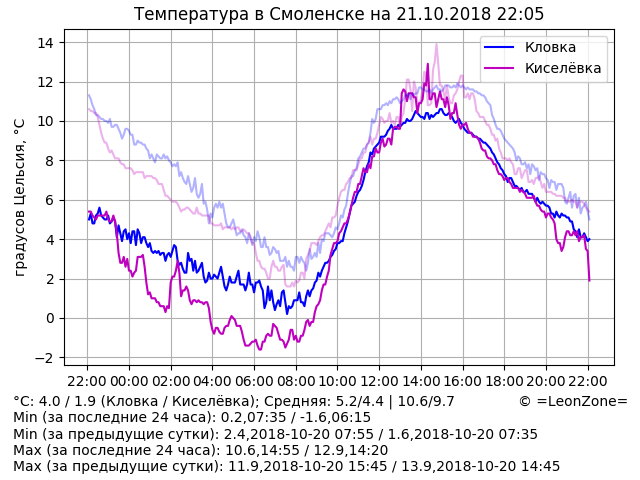 Температура в Смоленске на 21.10.2018 22:05
градусов Цельсия, °C
14
12
10
8
6
4
2
0
−2
Кловка
Киселёвка
22:00 00:00 02:00 04:00 06:00 08:00 10:00 12:00 14:00 16:00 18:00 20:00 22:00
°C: 4.0 / 1.9 (Кловка / Киселёвка); Средняя: 5.2/4.4 | 10.6/9.7 © =LeonZone=
Min (за последние 24 часа): 0.2,07:35 / -1.6,06:15
Min (за предыдущие сутки): 2.4,2018-10-20 07:55 / 1.6,2018-10-20 07:35
Max (за последние 24 часа): 10.6,14:55 / 12.9,14:20
Max (за предыдущие сутки): 11.9,2018-10-20 15:45 / 13.9,2018-10-20 14:45